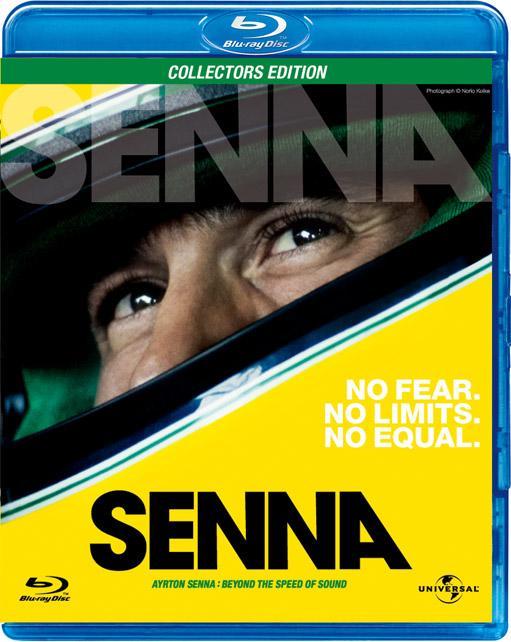 Blu-ray Disc
COLLECTORS EDITION
Photograph © Norio Koike
SENNA
NO FEAR.
NO LIMITS.
NO EQUAL.
SENNA
AYRTON SENNA : BEYOND THE SPEED OF SOUND
Blu-ray Disc
UNIVERSAL